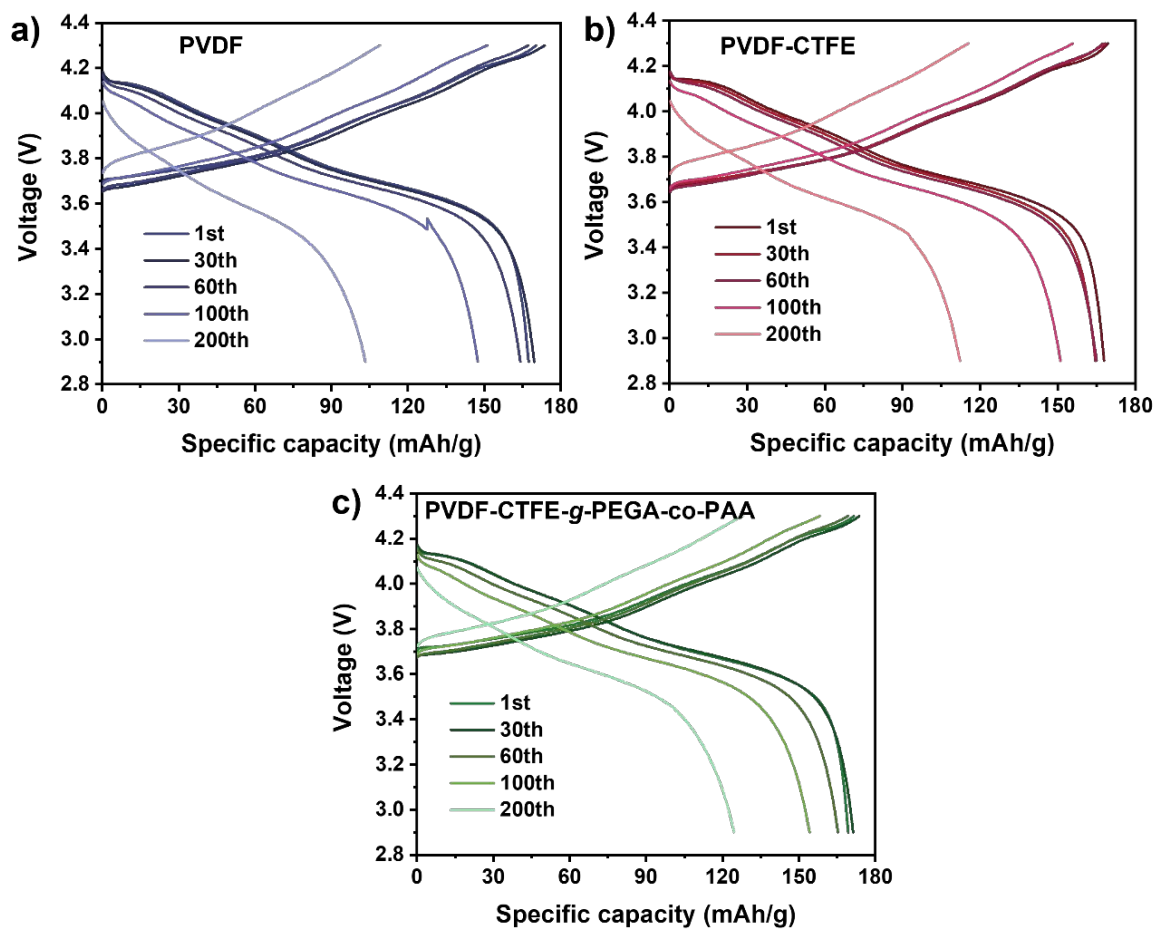 a)
PVDF
4.4
4.2
4.0
3.8
3.6
3.4
3.2
3.0
2.8
Voltage (V)
1st
30th
60th
100th
200th
0 30 60 90 120 150 180
Specific capacity (mAh/g)
b)
PVDF-CTFE
4.4
4.2
4.0
3.8
3.6
3.4
3.2
3.0
2.8
Voltage (V)
1st
30th
60th
100th
200th
0 30 60 90 120 150 180
Specific capacity (mAh/g)
c)
PVDF-CTFE-g-PEGA-co-PAA
4.4
4.2
4.0
3.8
3.6
3.4
3.2
3.0
2.8
Voltage (V)
1st
30th
60th
100th
200th
0 30 60 90 120 150 180
Specific capacity (mAh/g)